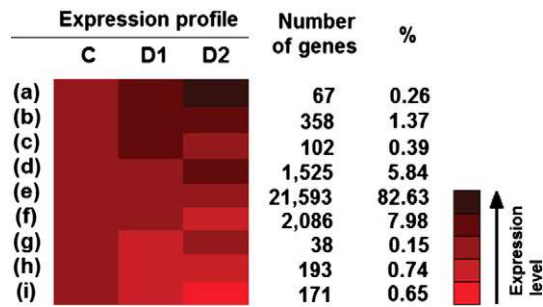 Expression profile
Number of genes
%
C D1 D2
(a) 67 0.26
(b) 358 1.37
(c) 102 0.39
(d) 1,525 5.84
(e) 21,593 82.63
(f) 2,086 7.98
(g) 38 0.15
(h) 193 0.74
(i) 171 0.65
Expression
level